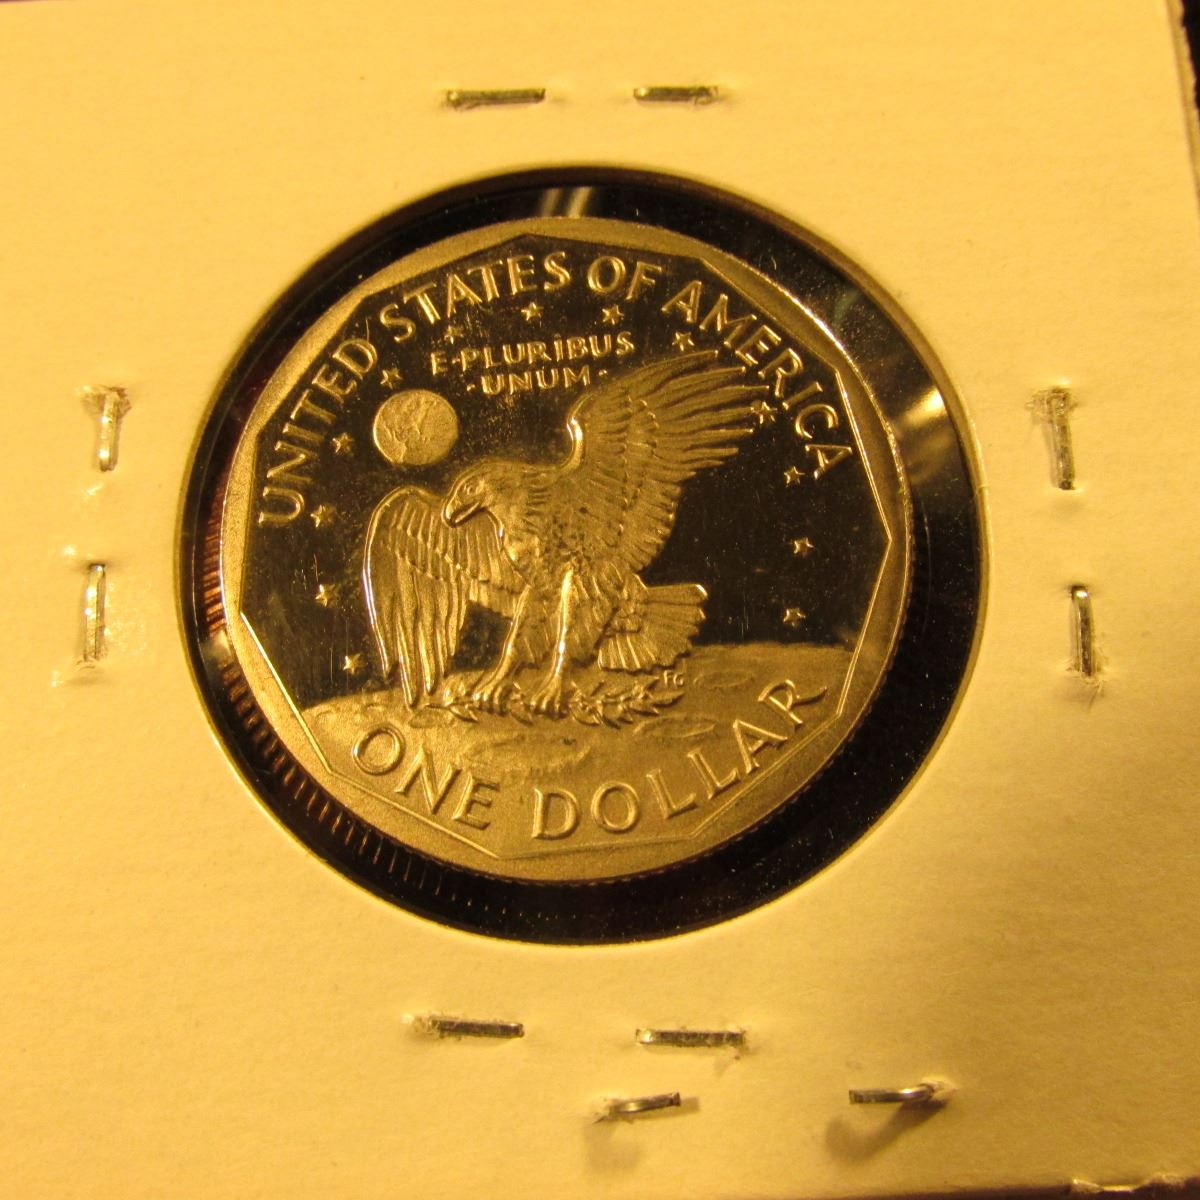 UNITED STATES OF AMERICA
E·PLURIBUS
·UNUM·
FG
ONE DOLLAR